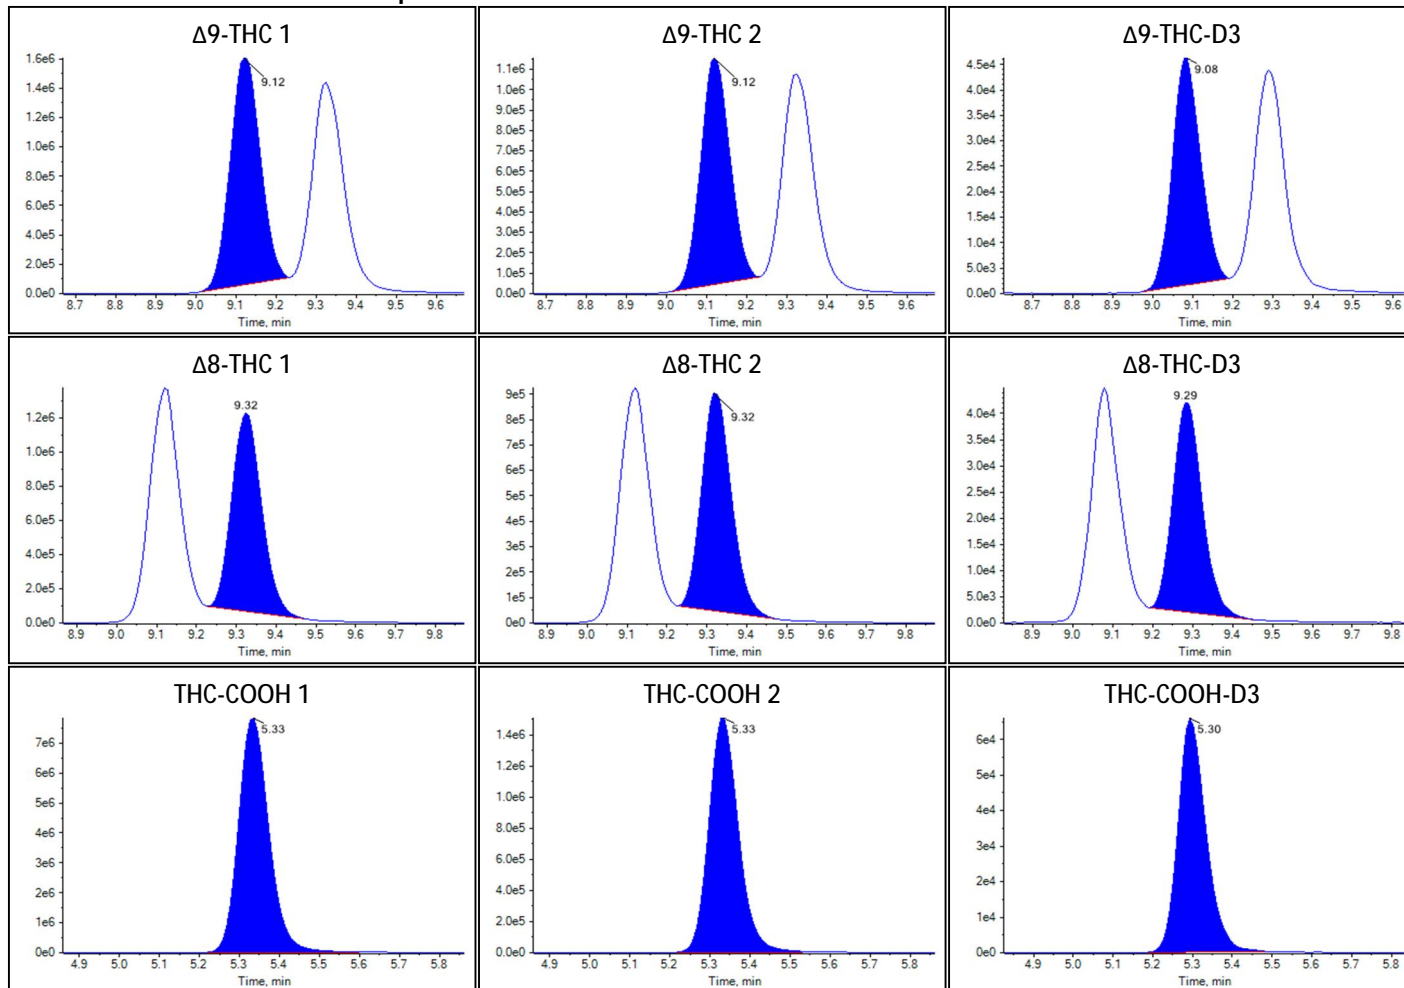 Δ9-THC 1
1.6e6
1.4e6
1.2e6
1.0e6
8.0e5
6.0e5
4.0e5
2.0e5
0.0e0
9.12
8.7 8.8 8.9 9.0 9.1 9.2 9.3 9.4 9.5 9.6
Time, min
Δ9-THC 2
1.1e6
1.0e6
9.0e5
8.0e5
7.0e5
6.0e5
5.0e5
4.0e5
3.0e5
2.0e5
1.0e5
0.0e0
9.12
8.7 8.8 8.9 9.0 9.1 9.2 9.3 9.4 9.5 9.6
Time, min
Δ9-THC-D3
4.5e4
4.0e4
3.5e4
3.0e4
2.5e4
2.0e4
1.5e4
1.0e4
5.0e3
0.0e0
9.08
8.7 8.8 8.9 9.0 9.1 9.2 9.3 9.4 9.5 9.6
Time, min
Δ8-THC 1
1.2e6
1.0e6
8.0e5
6.0e5
4.0e5
2.0e5
0.0e0
9.32
8.9 9.0 9.1 9.2 9.3 9.4 9.5 9.6 9.7 9.8
Time, min
Δ8-THC 2
9e5
8e5
7e5
6e5
5e5
4e5
3e5
2e5
1e5
0e0
9.32
8.9 9.0 9.1 9.2 9.3 9.4 9.5 9.6 9.7 9.8
Time, min
Δ8-THC-D3
4.0e4
3.5e4
3.0e4
2.5e4
2.0e4
1.5e4
1.0e4
5.0e3
0.0e0
9.29
8.9 9.0 9.1 9.2 9.3 9.4 9.5 9.6 9.7 9.8
Time, min
THC-COOH 1
7e6
6e6
5e6
4e6
3e6
2e6
1e6
0e0
5.33
4.9 5.0 5.1 5.2 5.3 5.4 5.5 5.6 5.7 5.8
Time, min
THC-COOH 2
1.4e6
1.2e6
1.0e6
8.0e5
6.0e5
4.0e5
2.0e5
0.0e0
5.33
4.9 5.0 5.1 5.2 5.3 5.4 5.5 5.6 5.7 5.8
Time, min
THC-COOH-D3
6e4
5e4
4e4
3e4
2e4
1e4
0e0
5.30
4.9 5.0 5.1 5.2 5.3 5.4 5.5 5.6 5.7 5.8
Time, min